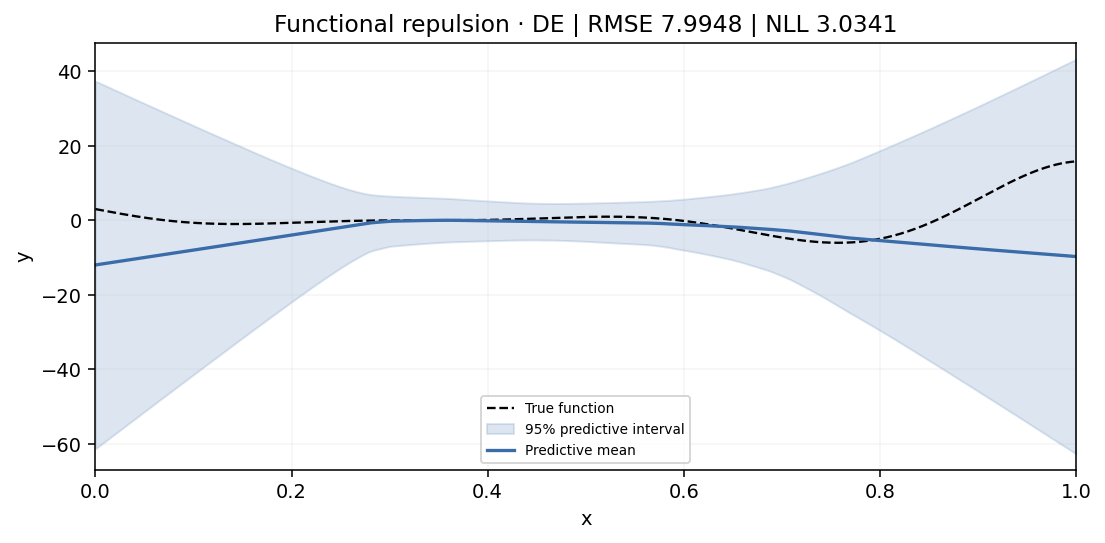 Functional repulsion · DE | RMSE 7.9948 | NLL 3.0341
40
20
0
−20
−40
−60
y
True function
95% predictive interval
Predictive mean
0.0
0.2
0.4
0.6
0.8
1.0
x